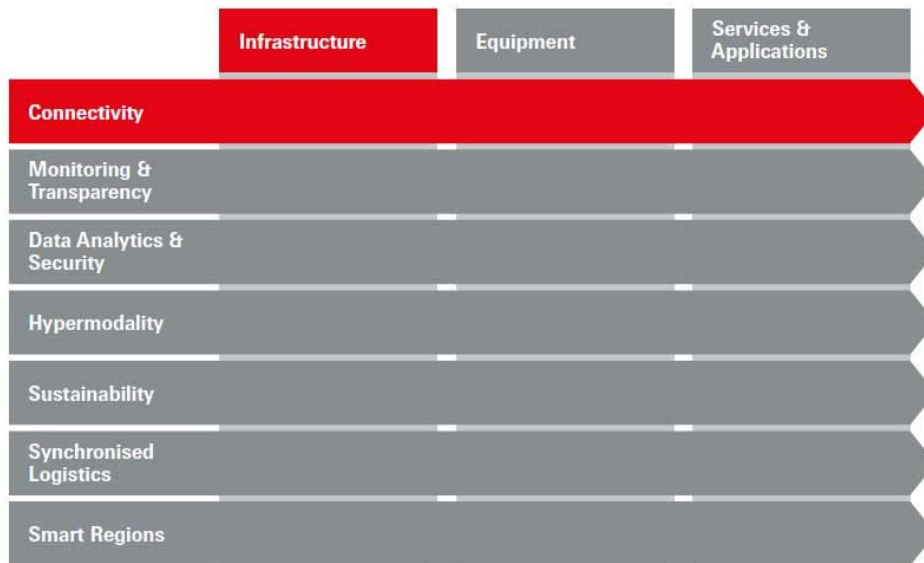 Infrastructure
Equipment
Services &
Applications
Connectivity
Monitoring &
Transparency
Data Analytics &
Security
Hypermodality
Sustainability
Synchronised
Logistics
Smart Regions